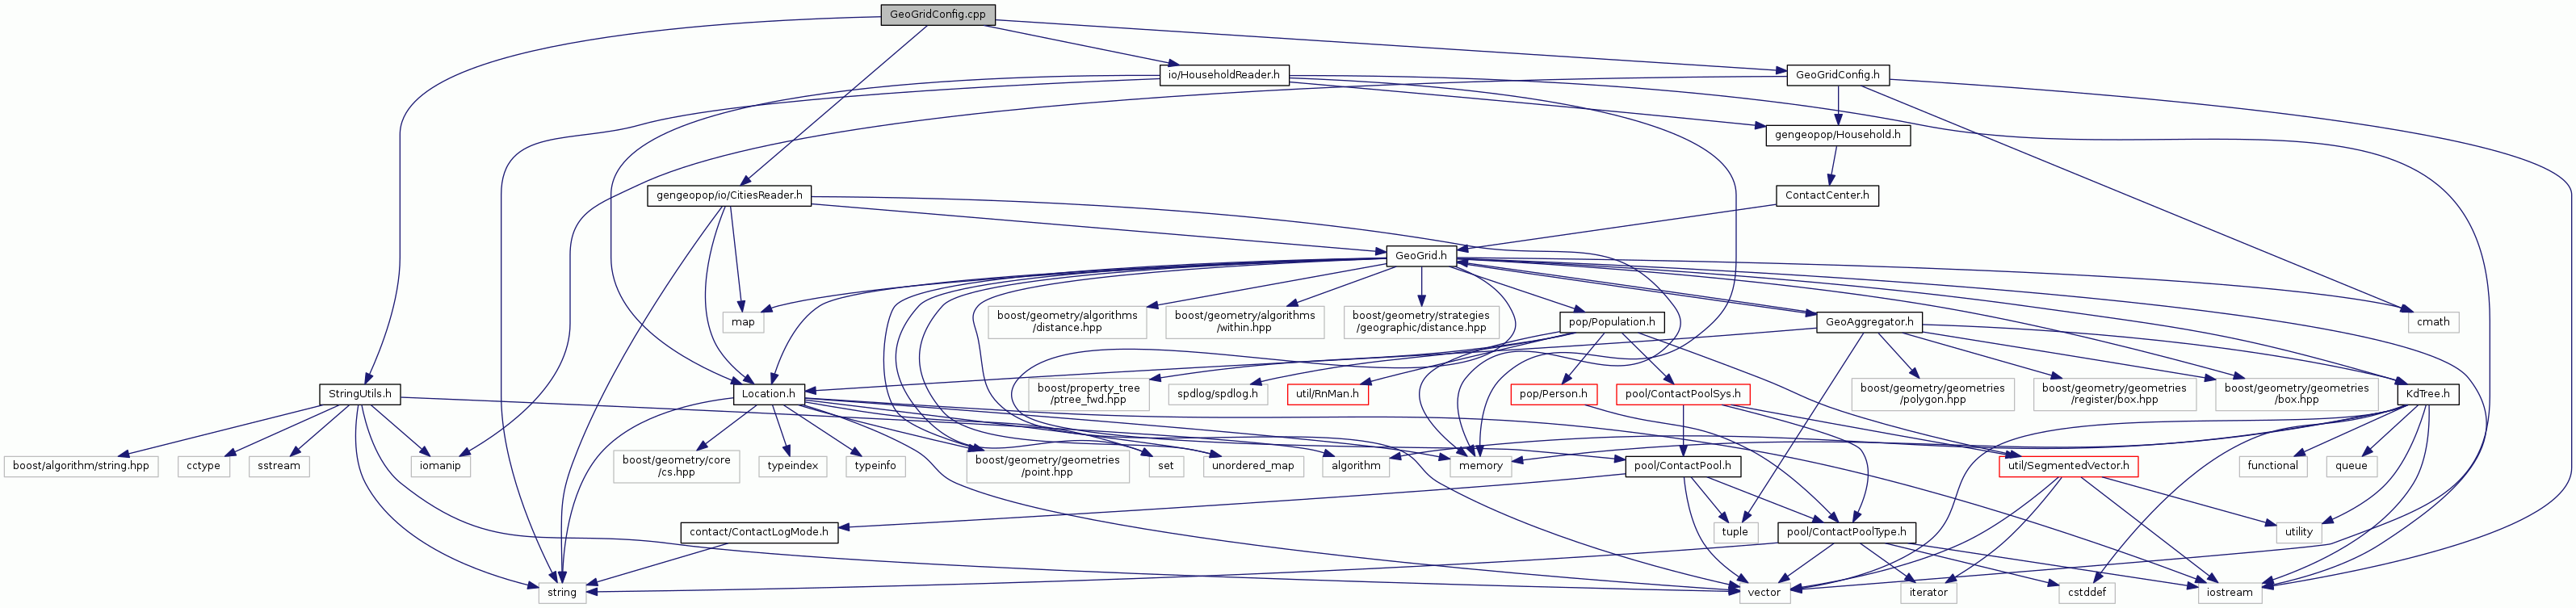 GeoGridConfig.cpp
io/HouseholdReader.h
GeoGridConfig.h
gengeopop/Household.h
gengeopop/io/CitiesReader.h
ContactCenter.h
GeoGrid.h
map
boost/geometry/algorithms
/distance.hpp
boost/geometry/algorithms
/within.hpp
boost/geometry/strategies
/geographic/distance.hpp
pop/Population.h
GeoAggregator.h
cmath
StringUtils.h
Location.h
boost/property_tree
/ptree_fwd.hpp
spdlog/spdlog.h
util/RnMan.h
pop/Person.h
pool/ContactPoolSys.h
boost/geometry/geometries
/polygon.hpp
boost/geometry/geometries
/register/box.hpp
boost/geometry/geometries
/box.hpp
KdTree.h
boost/algorithm/string.hpp
cctype
sstream
iomanip
boost/geometry/core
/cs.hpp
typeindex
typeinfo
boost/geometry/geometries
/point.hpp
set
unordered_map
algorithm
memory
pool/ContactPool.h
util/SegmentedVector.h
functional
queue
contact/ContactLogMode.h
tuple
pool/ContactPoolType.h
utility
string
vector
iterator
cstddef
iostream